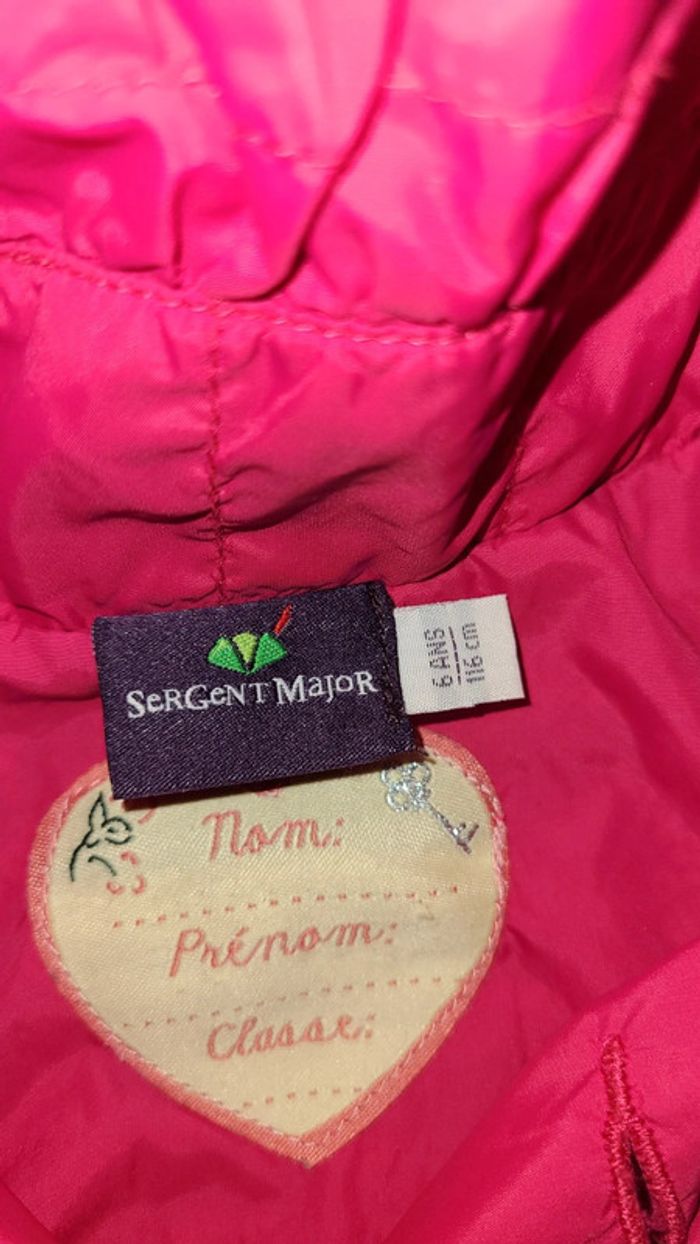 SeRGeNT MaJoR
6 ANS
116 cm
Nom:
Prénom:
Classe: